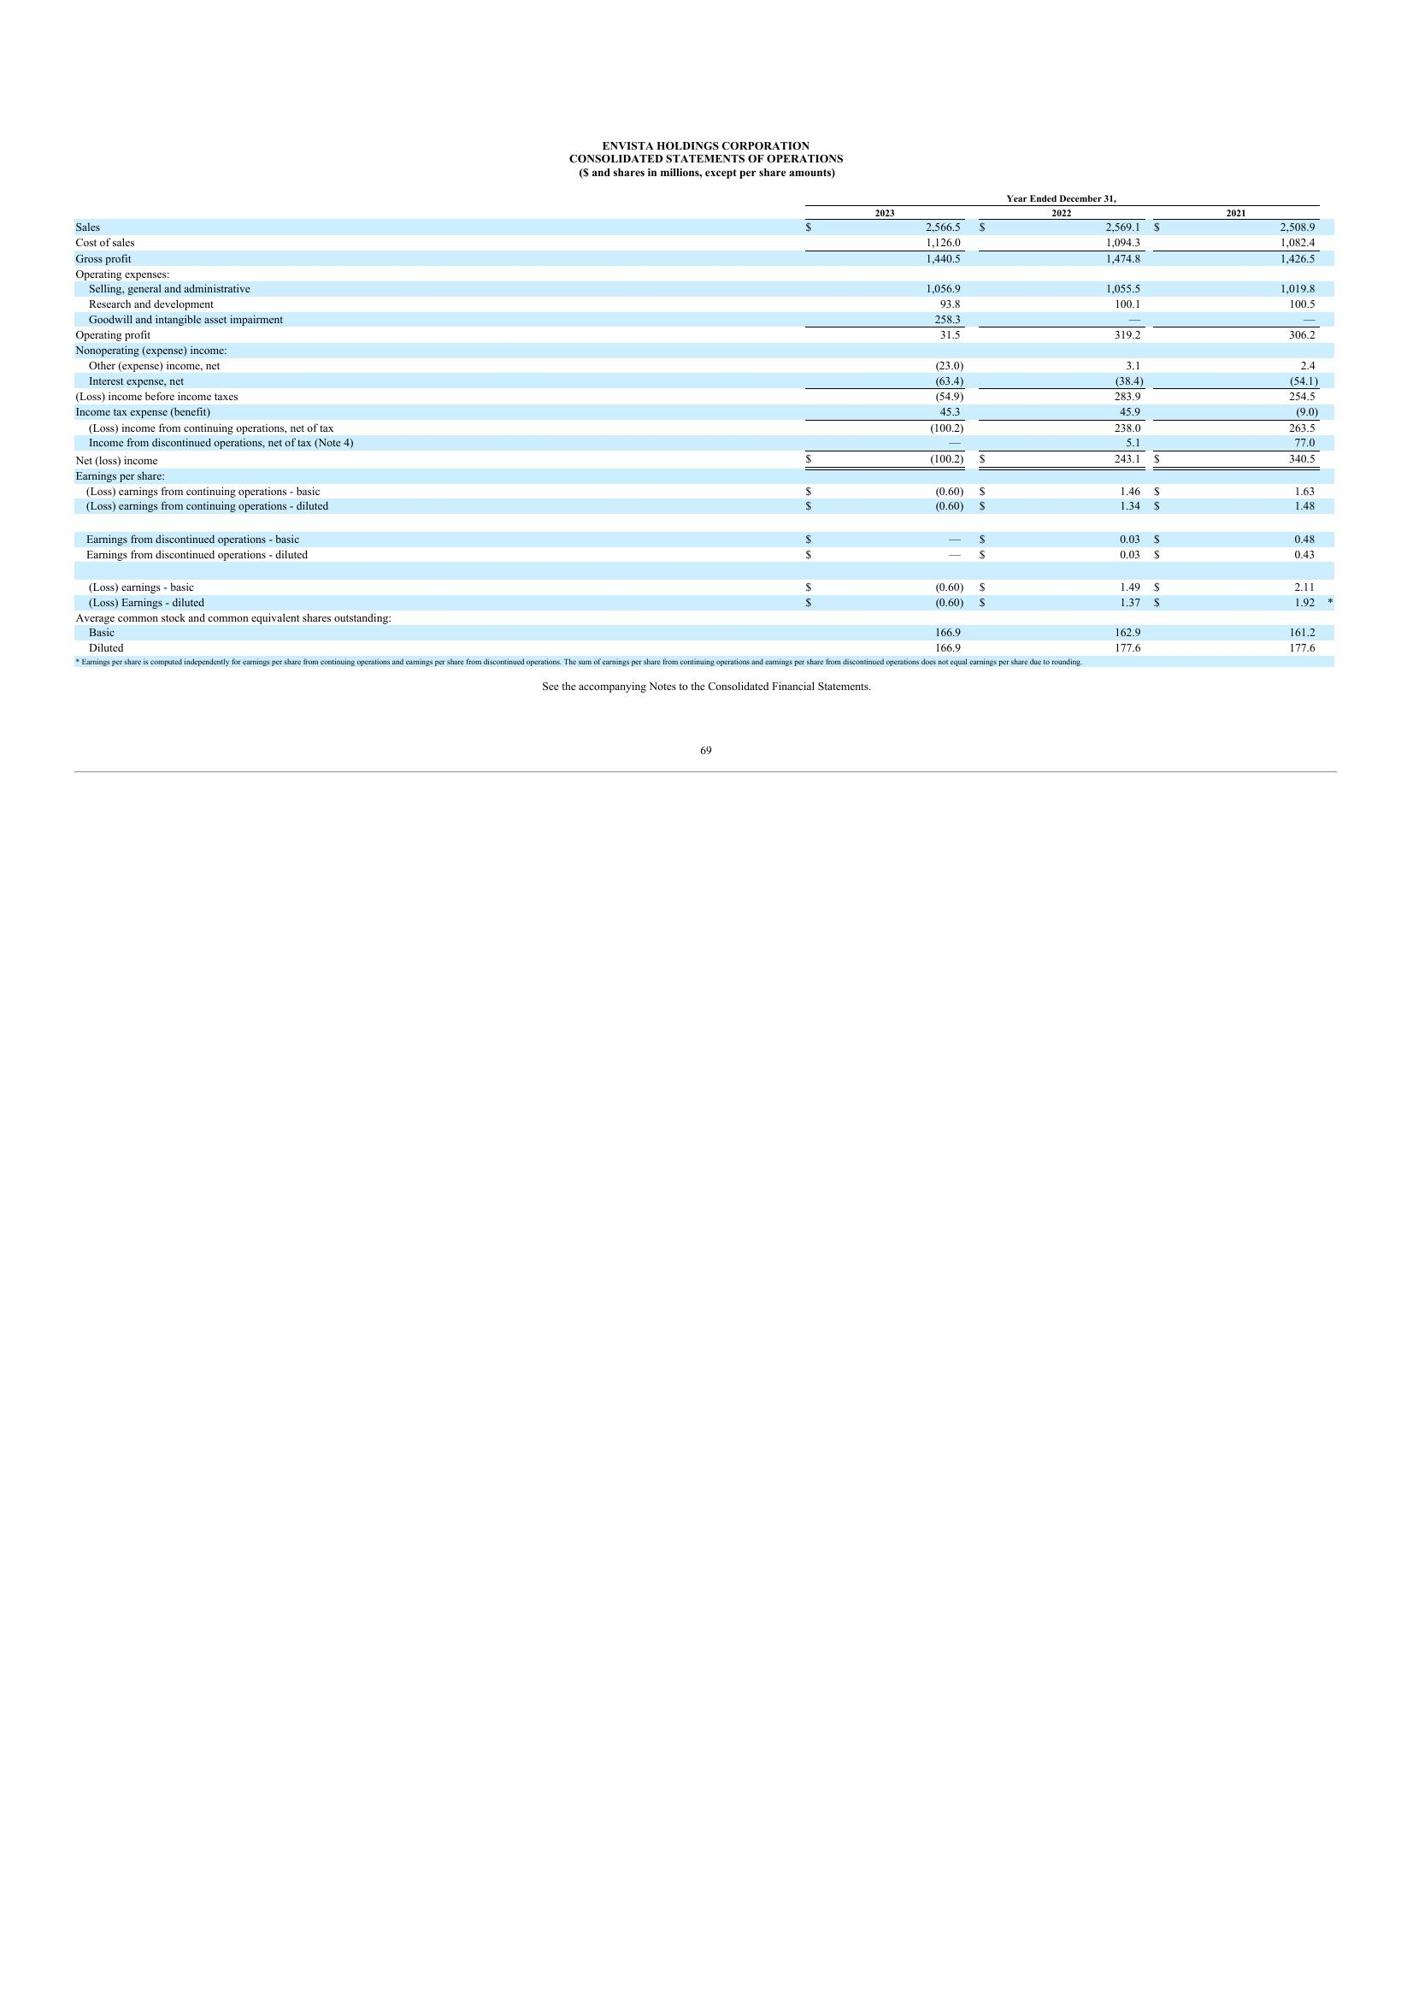 ENVISTA HOLDINGS CORPORATION
CONSOLIDATED STATEMENTS OF OPERATIONS
($ and shares in millions, except per share amounts)
Year Ended December 31,
2023 2022 2021
Sales $ 2,566.5 $ 2,569.1 $ 2,508.9
Cost of sales 1,126.0 1,094.3 1,082.4
Gross profit 1,440.5 1,474.8 1,426.5
Operating expenses:
Selling, general and administrative 1,056.9 1,055.5 1,019.8
Research and development 93.8 100.1 100.5
Goodwill and intangible asset impairment 258.3 — —
Operating profit 31.5 319.2 306.2
Nonoperating (expense) income:
Other (expense) income, net (23.0) 3.1 2.4
Interest expense, net (63.4) (38.4) (54.1)
(Loss) income before income taxes (54.9) 283.9 254.5
Income tax expense (benefit) 45.3 45.9 (9.0)
(Loss) income from continuing operations, net of tax (100.2) 238.0 263.5
Income from discontinued operations, net of tax (Note 4) — 5.1 77.0
Net (loss) income $ (100.2) $ 243.1 $ 340.5
Earnings per share:
(Loss) earnings from continuing operations - basic $ (0.60) $ 1.46 $ 1.63
(Loss) earnings from continuing operations - diluted $ (0.60) $ 1.34 $ 1.48
Earnings from discontinued operations - basic $ — $ 0.03 $ 0.48
Earnings from discontinued operations - diluted $ — $ 0.03 $ 0.43
(Loss) earnings - basic $ (0.60) $ 1.49 $ 2.11
(Loss) Earnings - diluted $ (0.60) $ 1.37 $ 1.92 *
Average common stock and common equivalent shares outstanding:
Basic 166.9 162.9 161.2
Diluted 166.9 177.6 177.6
* Earnings per share is computed independently for earnings per share from continuing operations and earnings per share from discontinued operations. The sum of earnings per share from continuing operations and earnings per share from discontinued operations does not equal earnings per share due to rounding.
See the accompanying Notes to the Consolidated Financial Statements.
69